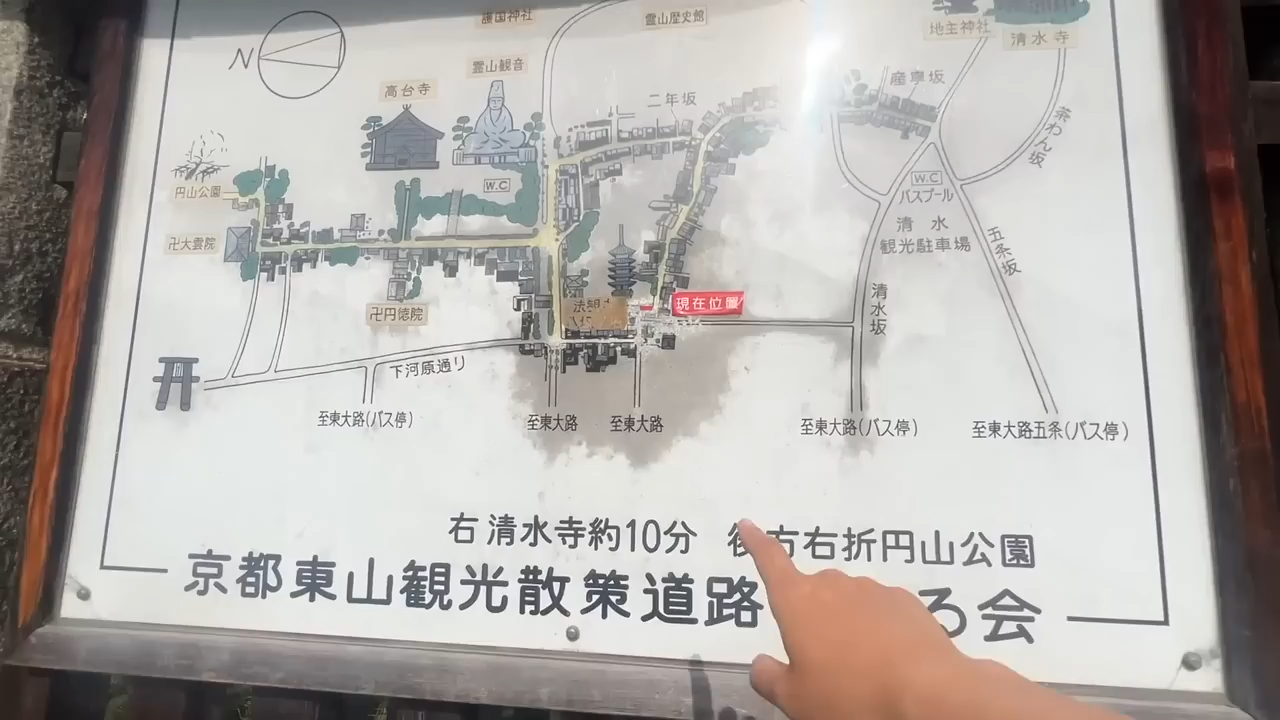 護国神社
霊山歴史館
地主神社
清水寺
N
霊山観音
高台寺
二年坂
産寧坂
茶わん坂
W.C
W.C
バスプール
円山公園
清水
観光駐車場
卍大雲院
五条坂
卍円徳院
現在位置
清水坂
下河原通り
至東大路(バス停)
至東大路
至東大路
至東大路(バス停)
至東大路五条(バス停)
右清水寺約10分 後方右折円山公園
京都東山観光散策道路
ろ会